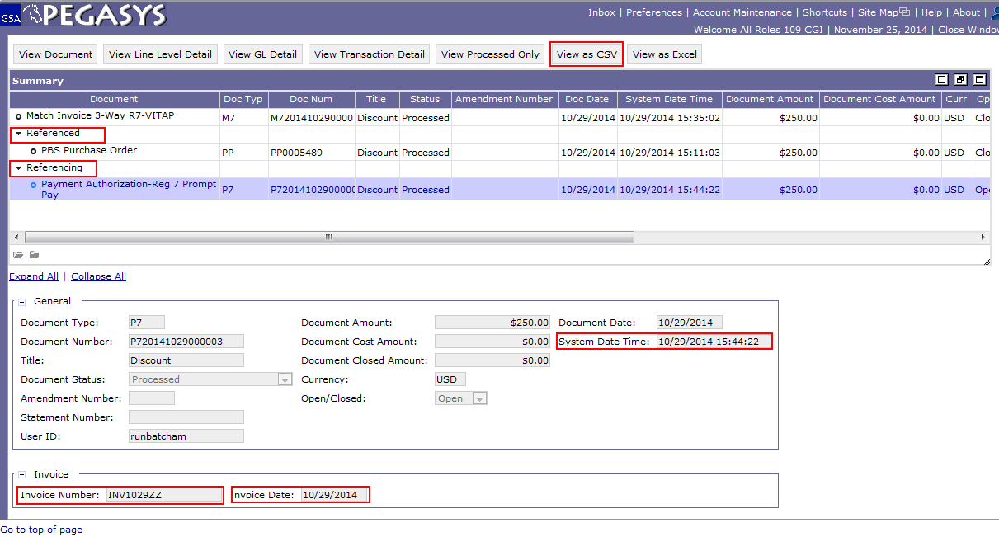 GSA PEGASYS
Inbox | Preferences | Account Maintenance | Shortcuts | Site Map | Help | About |
Welcome All Roles 109 CGI | November 25, 2014 | Close Window
View Document View Line Level Detail View GL Detail View Transaction Detail View Processed Only View as CSV View as Excel
Summary
Document Doc Typ Doc Num Title Status Amendment Number Doc Date System Date Time Document Amount Document Cost Amount Curr Op
Match Invoice 3-Way R7-VITAP M7 M7201410290000 Discount Processed 10/29/2014 10/29/2014 15:35:02 $250.00 $0.00 USD Clo
Referenced
PBS Purchase Order PP PP0005489 Discount Processed 10/29/2014 10/29/2014 15:11:03 $250.00 $0.00 USD Clo
Referencing
Payment Authorization-Reg 7 Prompt
Pay P7 P7201410290000 Discount Processed 10/29/2014 10/29/2014 15:44:22 $250.00 $0.00 USD Ope
Expand All | Collapse All
General
Document Type: P7 Document Amount: $250.00 Document Date: 10/29/2014
Document Number: P720141029000003 Document Cost Amount: $0.00 System Date Time: 10/29/2014 15:44:22
Title: Discount Document Closed Amount: $0.00
Document Status: Processed Currency: USD
Amendment Number: Open/Closed: Open
Statement Number:
User ID: runbatcham
Invoice
Invoice Number: INV1029ZZ Invoice Date: 10/29/2014
Go to top of page